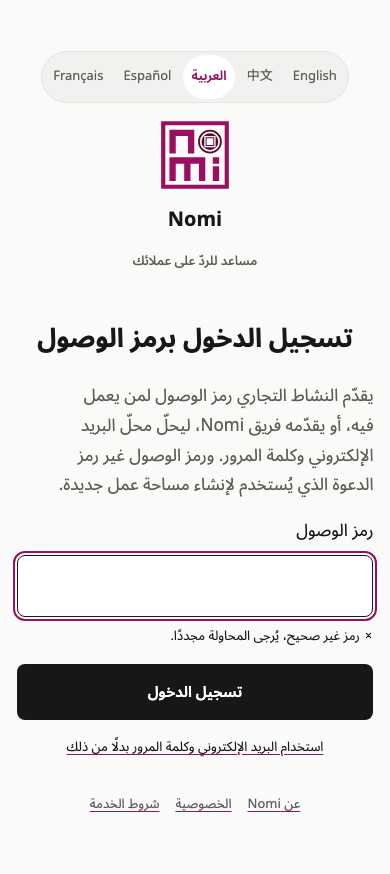 Français Español العربية 中文 English
nomi
Nomi
مساعد للردّ على عملائك
تسجيل الدخول برمز الوصول
يقدّم النشاط التجاري رمز الوصول لمن يعمل
فيه، أو يقدّمه فريق Nomi، ليحلّ محلّ البريد
الإلكتروني وكلمة المرور. ورمز الوصول غير رمز
الدعوة الذي يُستخدم لإنشاء مساحة عمل جديدة.
رمز الوصول
× رمز غير صحيح، يُرجى المحاولة مجددًا.
تسجيل الدخول
استخدام البريد الإلكتروني وكلمة المرور بدلًا من ذلك
عن Nomi الخصوصية شروط الخدمة